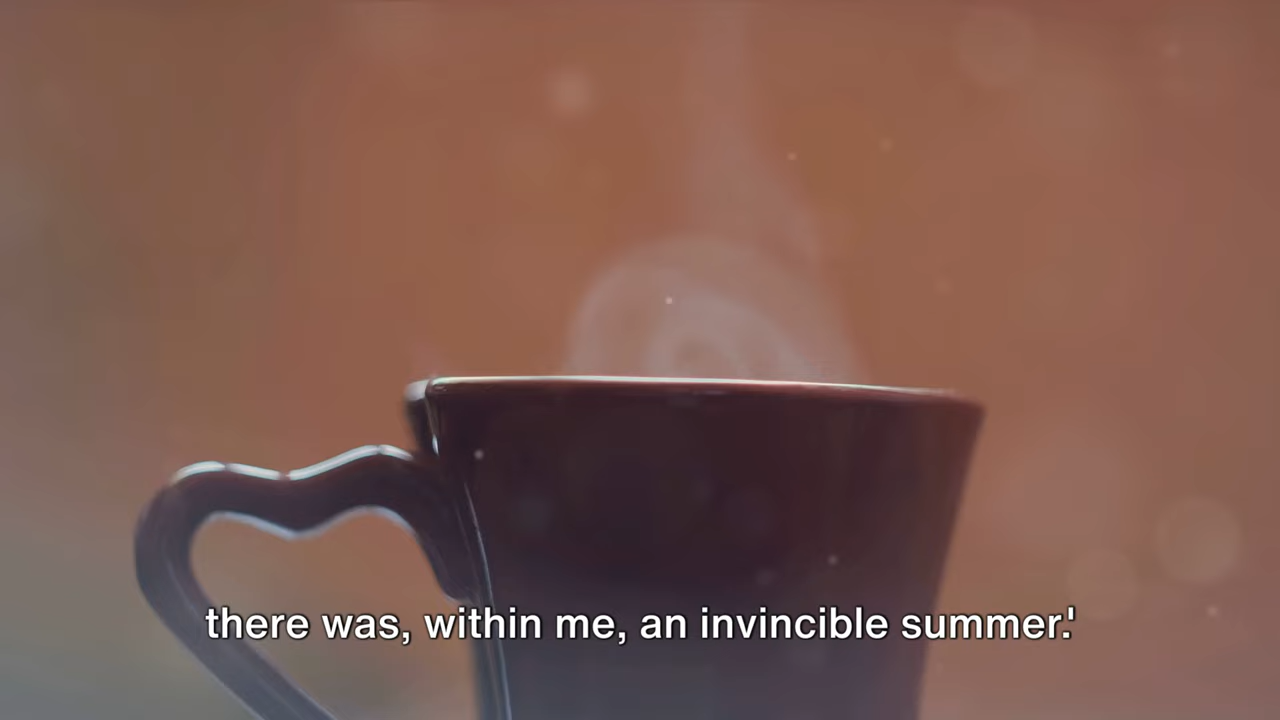 there was, within me, an invincible summer.'